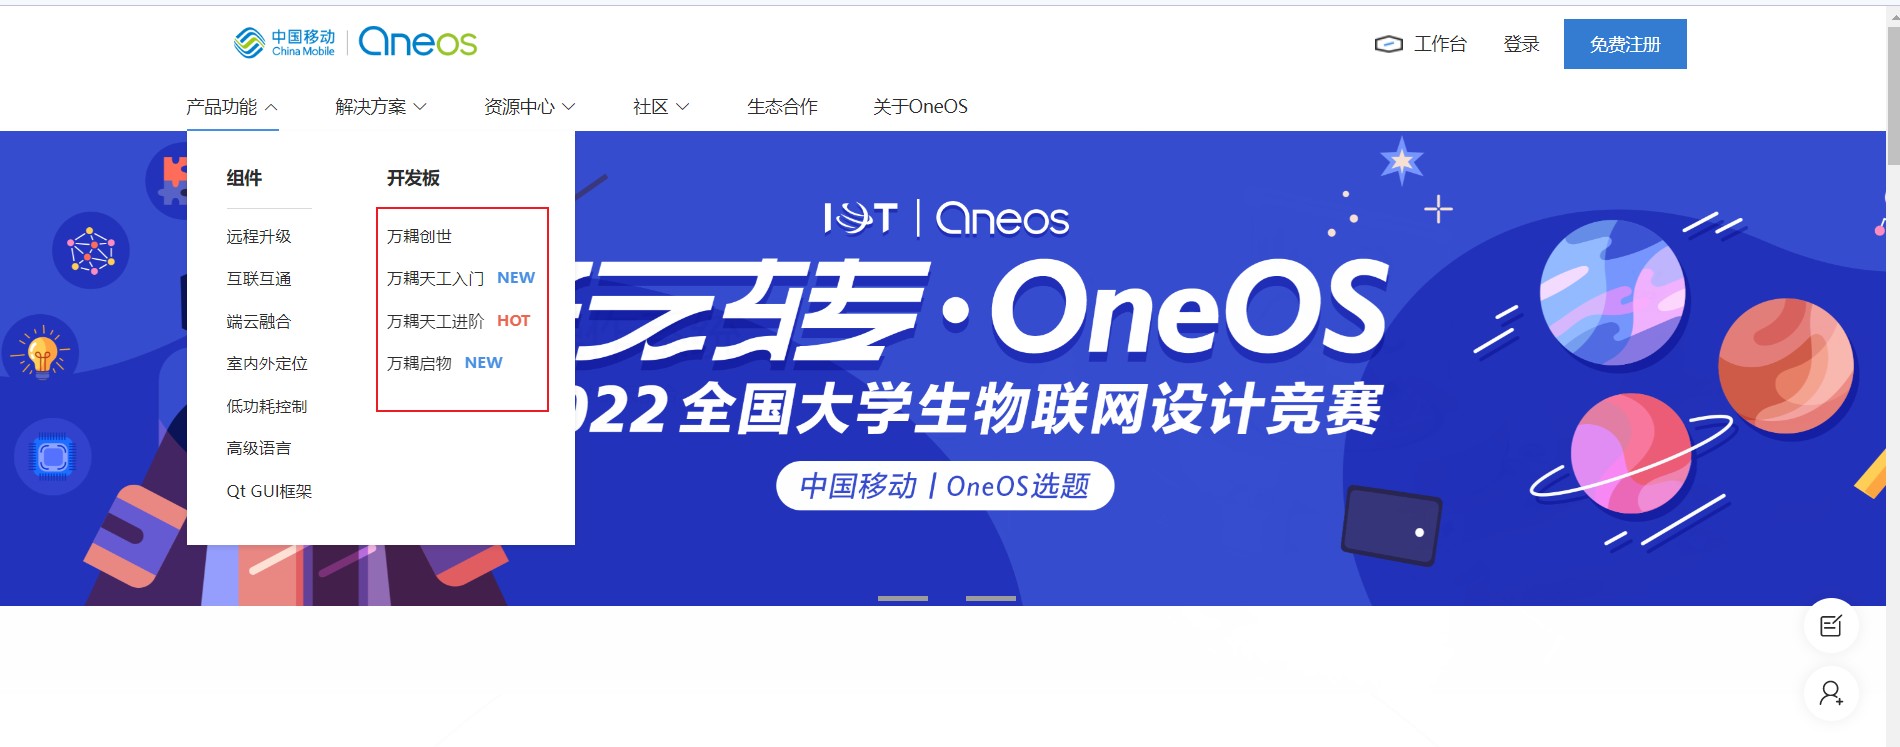 中国移动
China Mobile
OneOS
工作台
登录
免费注册
产品功能
解决方案
资源中心
社区
生态合作
关于OneOS
组件
远程升级
互联互通
端云融合
室内外定位
低功耗控制
高级语言
Qt GUI框架
开发板
万耦创世
万耦天工入门 NEW
万耦天工进阶 HOT
万耦启物 NEW
IOT | OneOS
转·OneOS
022 全国大学生物联网设计竞赛
中国移动 | OneOS选题